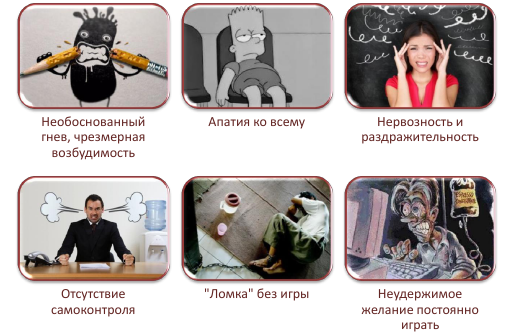 Необоснованный
гнев, чрезмерная
возбудимость
Апатия ко всему
Нервозность и
раздражительность
Отсутствие
самоконтроля
"Ломка" без игры
Неудержимое
желание постоянно
играть